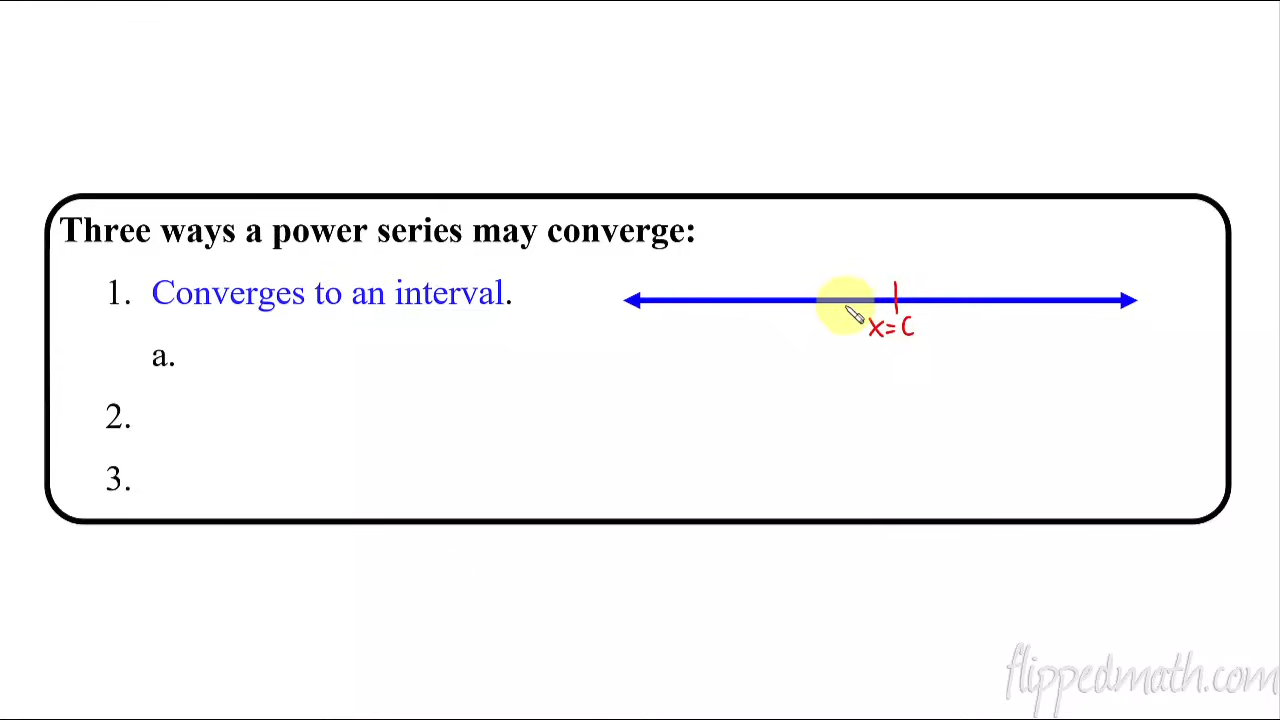 Three ways a power series may converge:
1. Converges to an interval.
x=c
a.
2.
3.
flippedmath.com